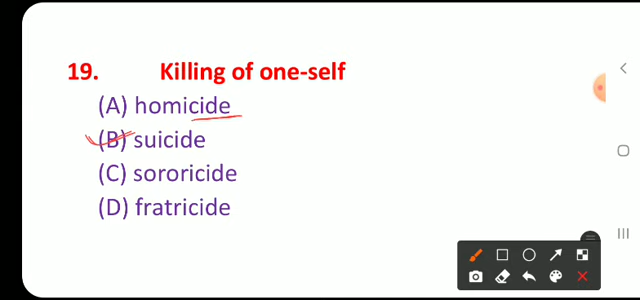 19. Killing of one-self
(A) homicide
(B) suicide
(C) sororicide
(D) fratricide